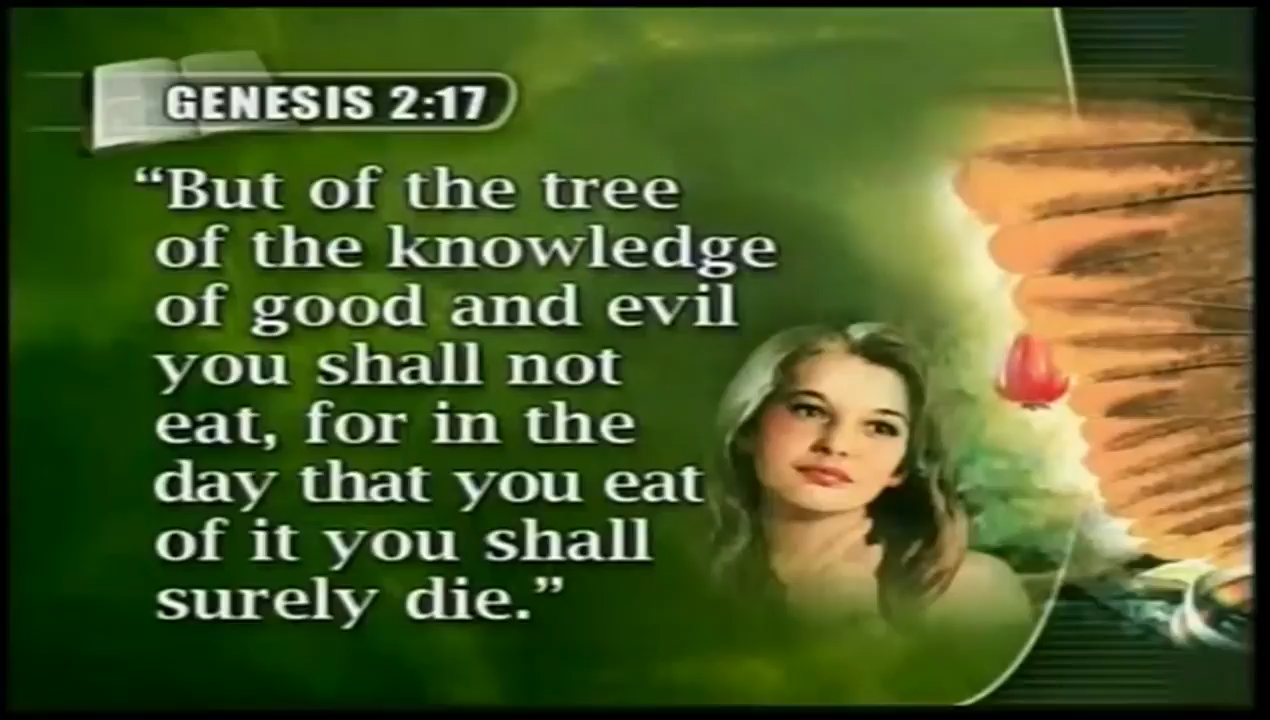 GENESIS 2:17
“But of the tree
of the knowledge
of good and evil
you shall not
eat, for in the
day that you eat
of it you shall
surely die.”